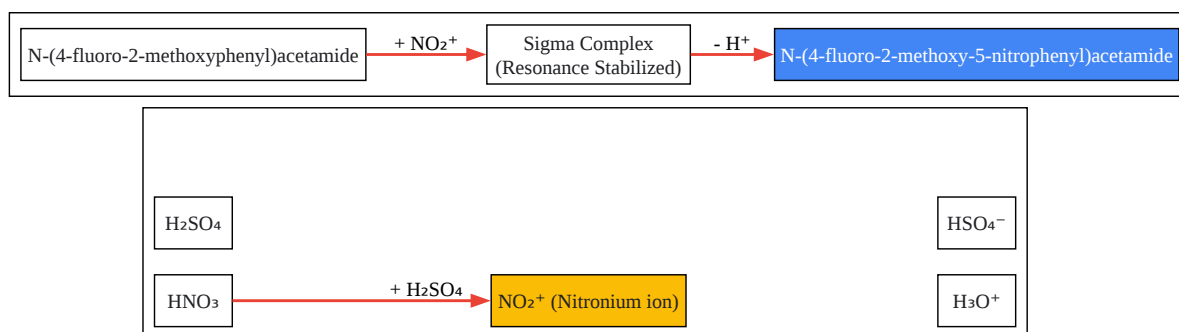 N-(4-fluoro-2-methoxyphenyl)acetamide
+ NO₂⁺
Sigma Complex
(Resonance Stabilized)
- H⁺
N-(4-fluoro-2-methoxy-5-nitrophenyl)acetamide
H₂SO₄
HSO₄⁻
HNO₃
+ H₂SO₄
NO₂⁺ (Nitronium ion)
H₃O⁺